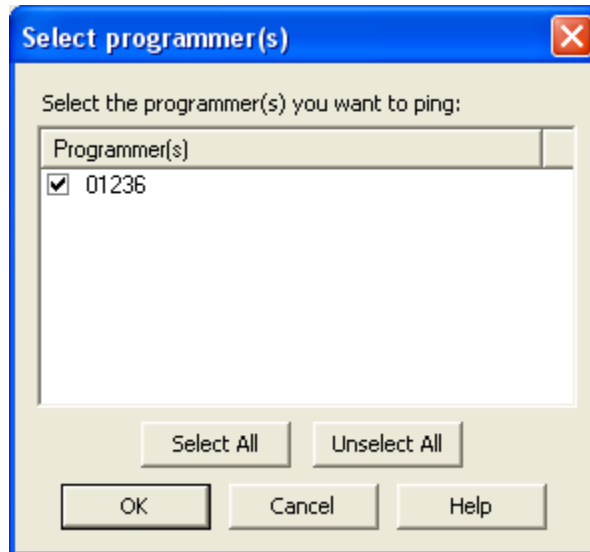 Select programmer(s)
Select the programmer(s) you want to ping:
Programmer(s)
01236
Select All Unselect All
OK Cancel Help